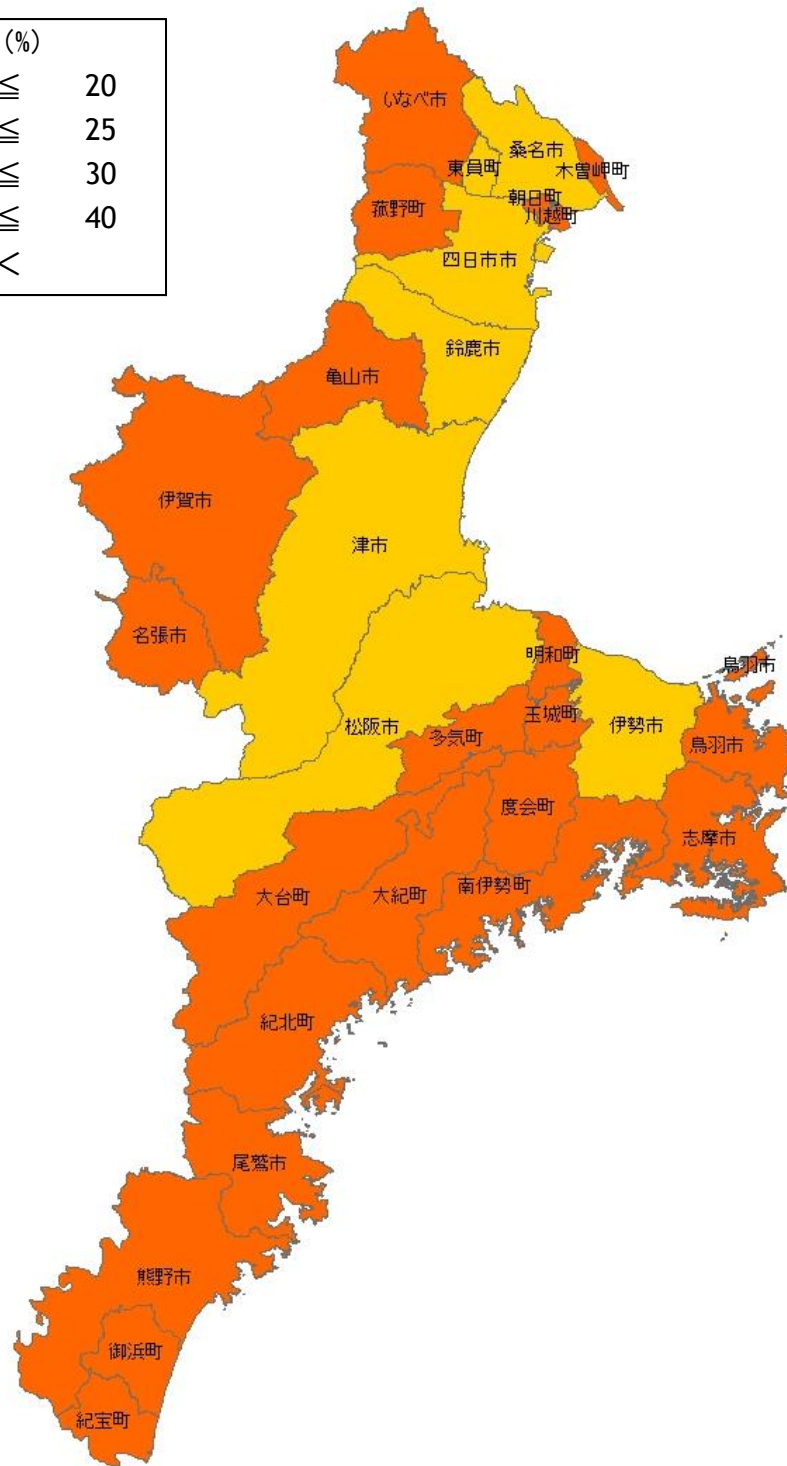 (%)
≦ 20
≦ 25
≦ 30
≦ 40
<
いなべ市
桑名市
東員町
木曽岬町
朝日町
菰野町
川越町
四日市市
鈴鹿市
亀山市
伊賀市
津市
名張市
明和町
鳥羽市
玉城町
松阪市
多気町
伊勢市
鳥羽市
度会町
志摩市
南伊勢町
大台町
大紀町
紀北町
尾鷲市
熊野市
御浜町
紀宝町